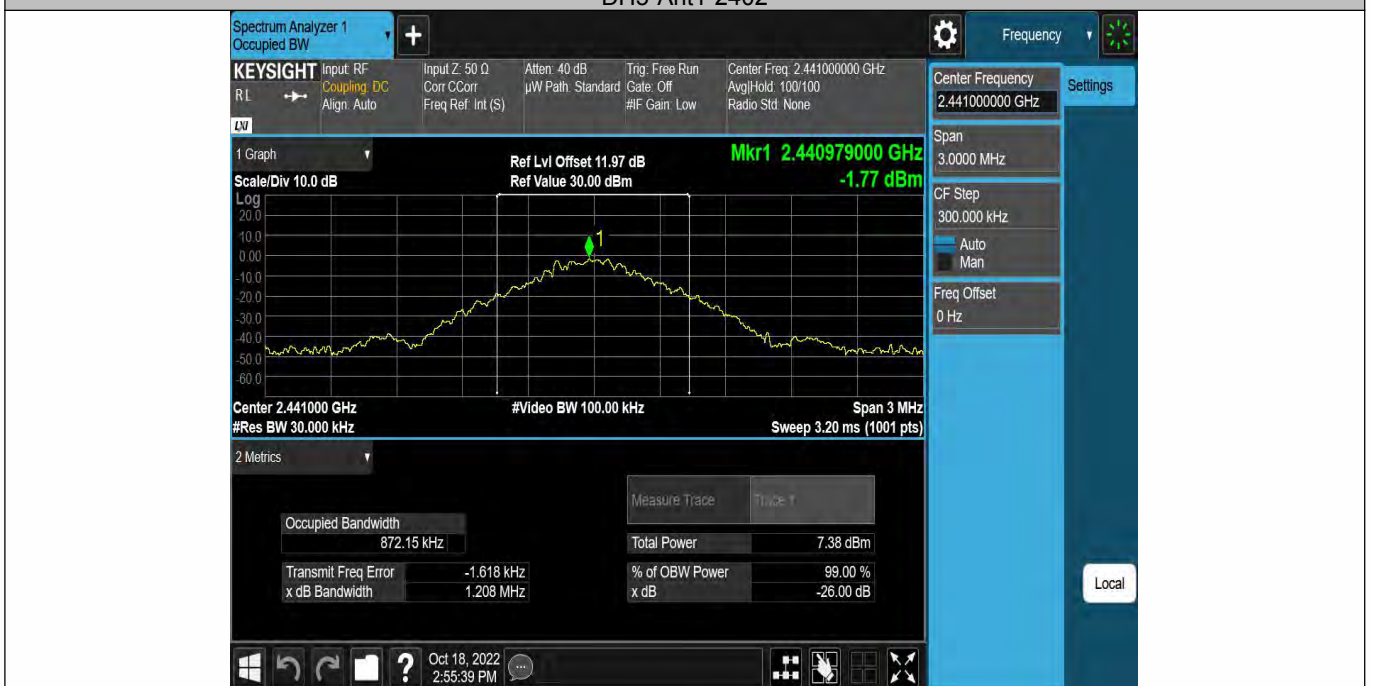 DH5-Ant1-2402
Spectrum Analyzer 1
Occupied BW
Frequency
KEYSIGHT
RL
LXI
Input: RF
Coupling: DC
Align: Auto
Input Z: 50 Ω
Corr CCorr
Freq Ref: Int (S)
Atten: 40 dB
µW Path: Standard
Trig: Free Run
Gate: Off
#IF Gain: Low
Center Freq: 2.441000000 GHz
Avg|Hold: 100/100
Radio Std: None
Center Frequency
2.441000000 GHz
Settings
Span
3.0000 MHz
CF Step
300.000 kHz
Auto
Man
Freq Offset
0 Hz
Local
1 Graph
Scale/Div 10.0 dB
Ref Lvl Offset 11.97 dB
Ref Value 30.00 dBm
Mkr1 2.440979000 GHz
-1.77 dBm
Log
20.0
10.0
0.00
-10.0
-20.0
-30.0
-40.0
-50.0
-60.0
1
Center 2.441000 GHz
#Video BW 100.00 kHz
Span 3 MHz
#Res BW 30.000 kHz
Sweep 3.20 ms (1001 pts)
2 Metrics
Measure Trace
Trace 1
Occupied Bandwidth
872.15 kHz
Total Power
7.38 dBm
Transmit Freq Error
-1.618 kHz
% of OBW Power
99.00 %
x dB Bandwidth
1.208 MHz
x dB
-26.00 dB
Oct 18, 2022
2:55:39 PM